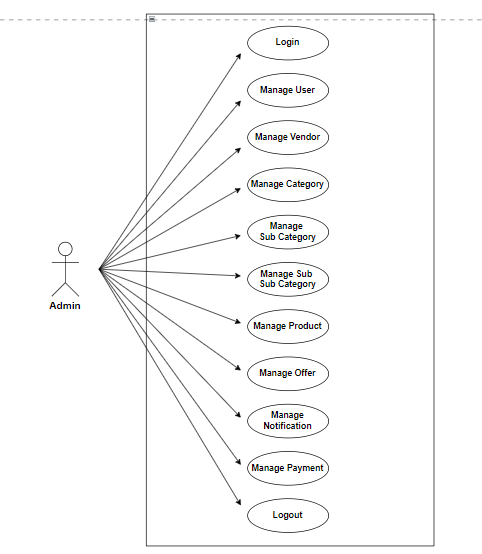 Login
Manage User
Manage Vendor
Manage Category
Manage
Sub Category
Manage Sub
Sub Category
Admin
Manage Product
Manage Offer
Manage
Notification
Manage Payment
Logout